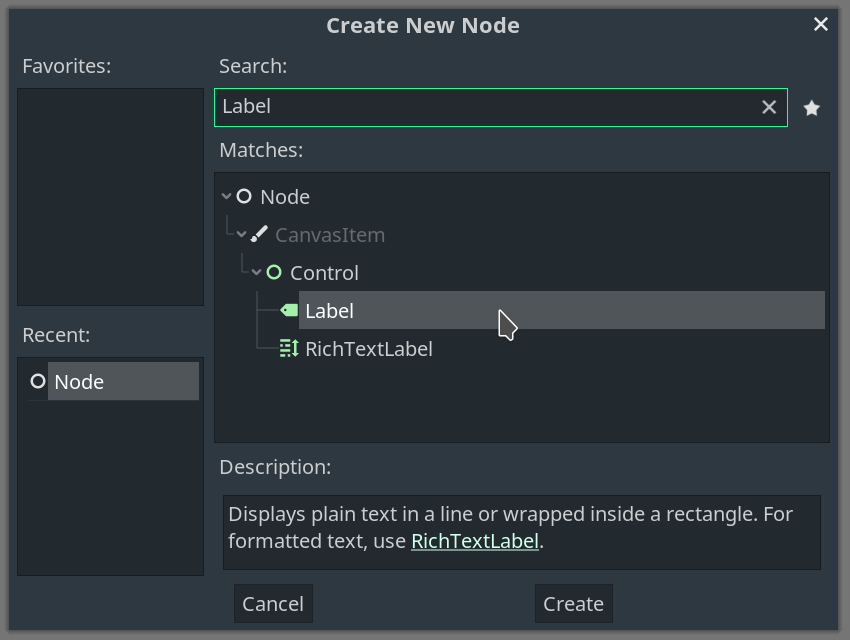 Create New Node
Favorites:
Search:
Label
Matches:
Node
CanvasItem
Control
Label
RichTextLabel
Recent:
Node
Description:
Displays plain text in a line or wrapped inside a rectangle. For
formatted text, use RichTextLabel.
Cancel
Create